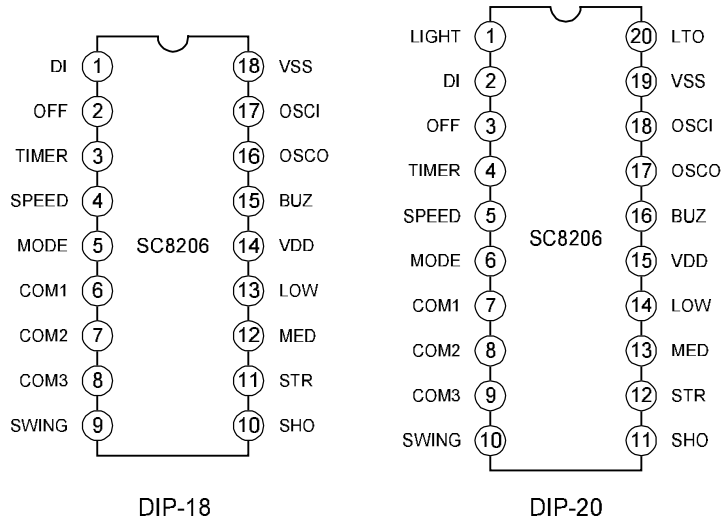 DI 1 18 VSS
OFF 2 17 OSCI
TIMER 3 16 OSCO
SPEED 4 15 BUZ
MODE 5 SC8206 14 VDD
COM1 6 13 LOW
COM2 7 12 MED
COM3 8 11 STR
SWING 9 10 SHO
DIP-18
LIGHT 1 20 LTO
DI 2 19 VSS
OFF 3 18 OSCI
TIMER 4 17 OSCO
SPEED 5 16 BUZ
SC8206
MODE 6 15 VDD
COM1 7 14 LOW
COM2 8 13 MED
COM3 9 12 STR
SWING 10 11 SHO
DIP-20